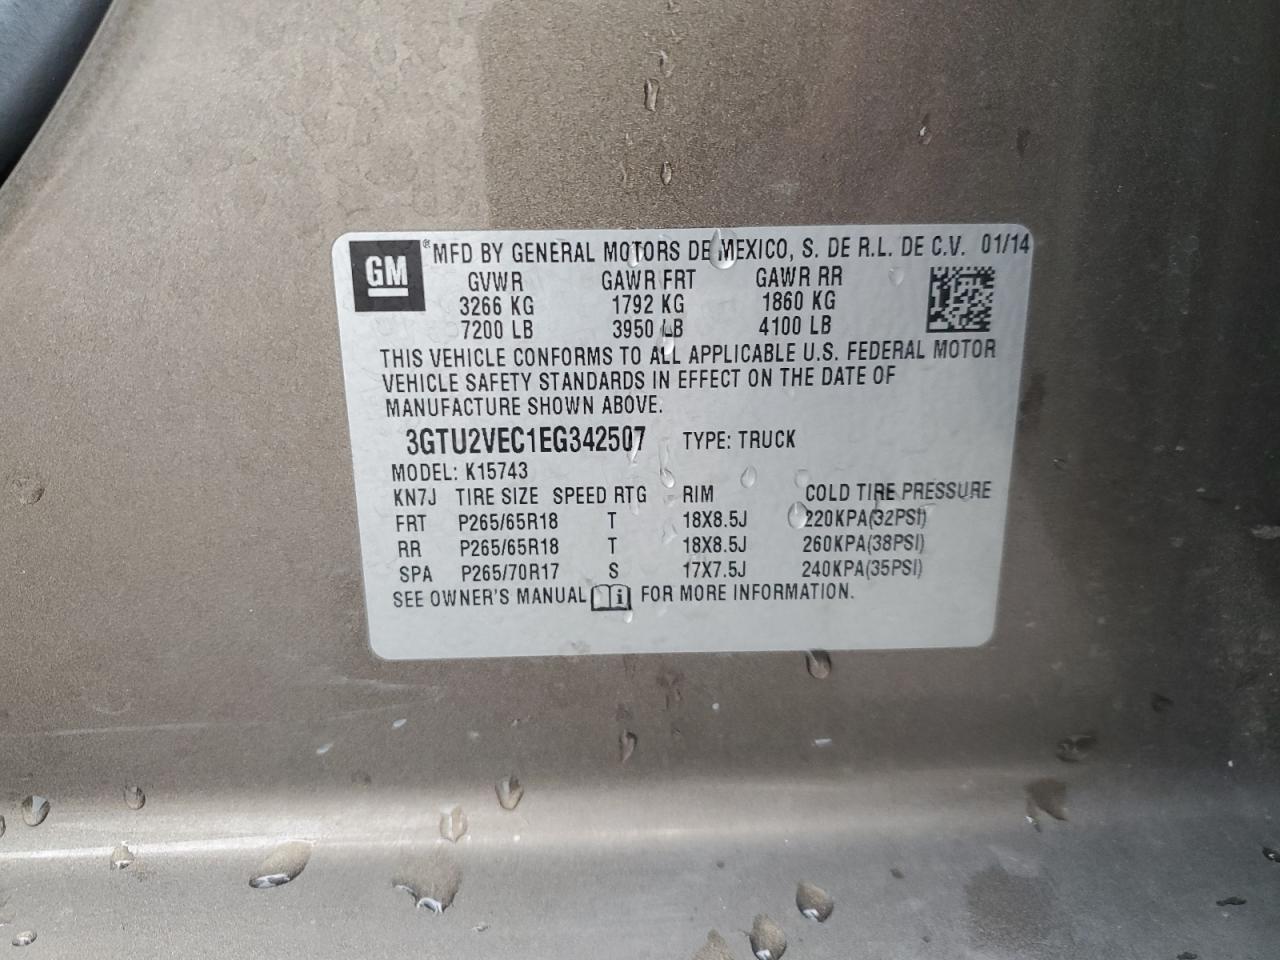 GM ® MFD BY GENERAL MOTORS DE MEXICO, S. DE R.L. DE C.V. 01/14
GVWR GAWR FRT GAWR RR
3266 KG 1792 KG 1860 KG
7200 LB 3950 LB 4100 LB
THIS VEHICLE CONFORMS TO ALL APPLICABLE U.S. FEDERAL MOTOR
VEHICLE SAFETY STANDARDS IN EFFECT ON THE DATE OF
MANUFACTURE SHOWN ABOVE.
3GTU2VEC1EG342507 TYPE: TRUCK
MODEL: K15743
KN7J TIRE SIZE SPEED RTG RIM COLD TIRE PRESSURE
FRT P265/65R18 T 18X8.5J 220KPA(32PSI)
RR P265/65R18 T 18X8.5J 260KPA(38PSI)
SPA P265/70R17 S 17X7.5J 240KPA(35PSI)
SEE OWNER'S MANUAL i FOR MORE INFORMATION.